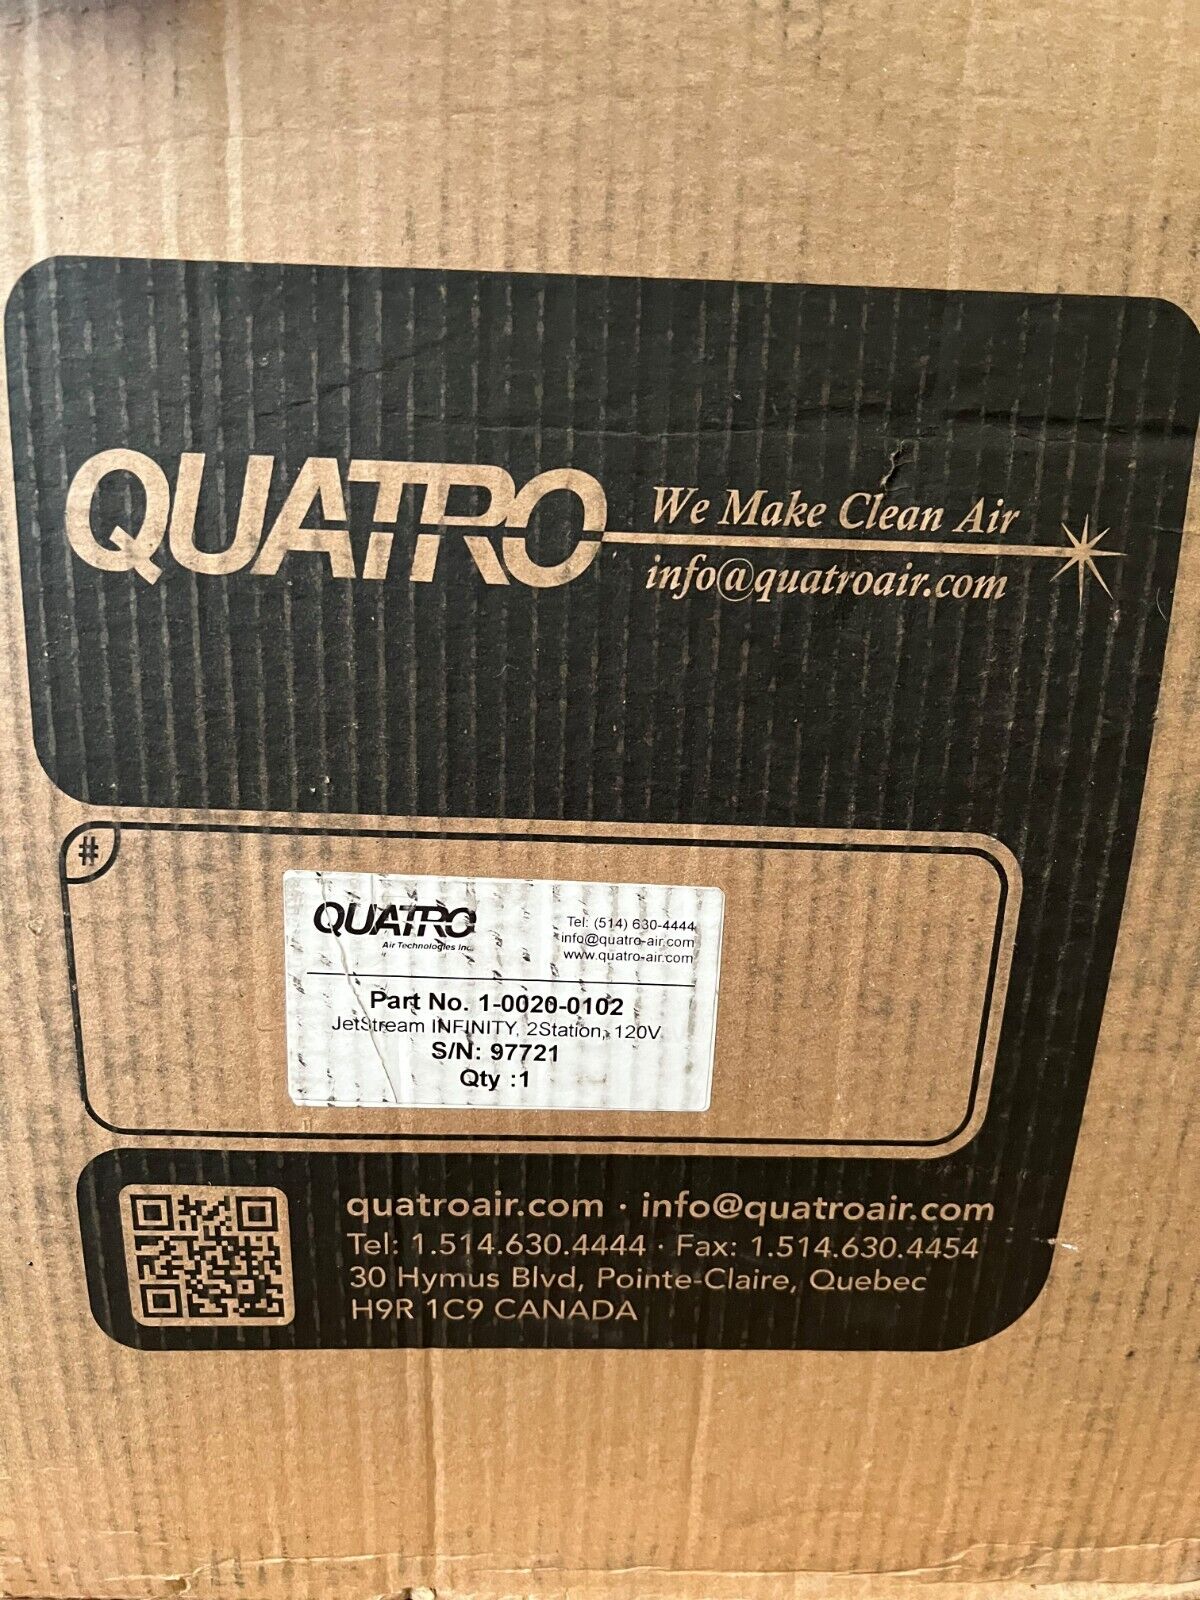 QUATRO
We Make Clean Air
info@quatroair.com
#
QUATRO
Air Technologies Inc.
Tel: (514) 630-4444
info@quatro-air.com
www.quatro-air.com
Part No. 1-0020-0102
JetStream INFINITY, 2Station, 120V
S/N: 97721
Qty :1
quatroair.com · info@quatroair.com
Tel: 1.514.630.4444 · Fax: 1.514.630.4454
30 Hymus Blvd, Pointe-Claire, Quebec
H9R 1C9 CANADA